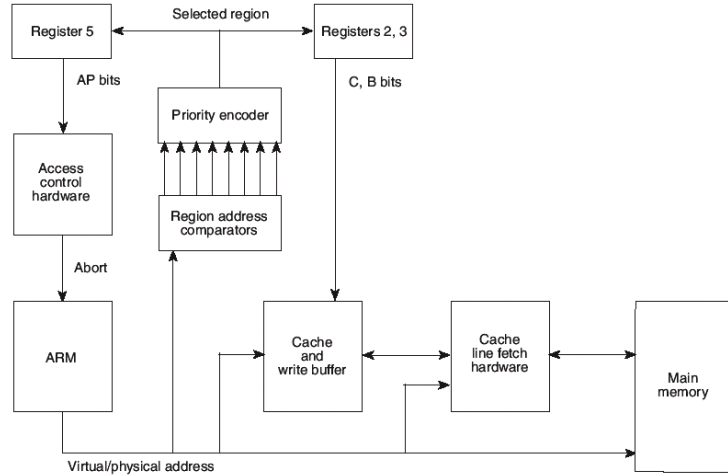 Selected region
Register 5
Registers 2, 3
AP bits
C, B bits
Priority encoder
Access
control
hardware
Region address
comparators
Abort
ARM
Cache
and
write buffer
Cache
line fetch
hardware
Main
memory
Virtual/physical address